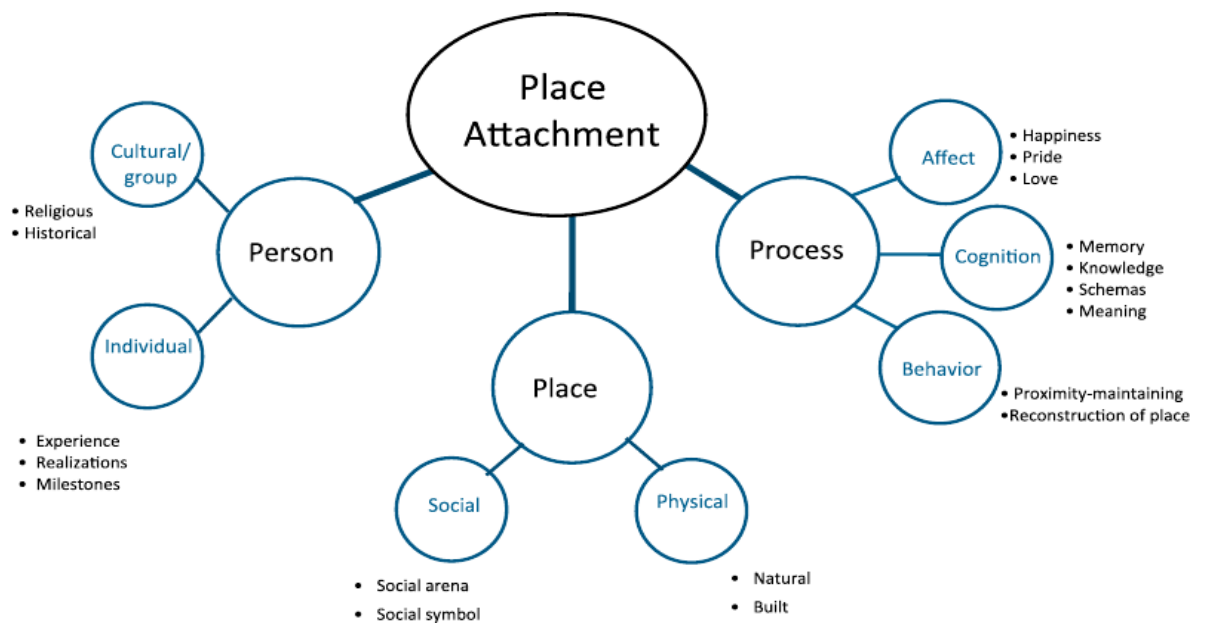 Place
Attachment
Person
Cultural/
group
• Religious
• Historical
Individual
• Experience
• Realizations
• Milestones
Place
Social
• Social arena
• Social symbol
Physical
• Natural
• Built
Process
Affect
• Happiness
• Pride
• Love
Cognition
• Memory
• Knowledge
• Schemas
• Meaning
Behavior
• Proximity-maintaining
•Reconstruction of place